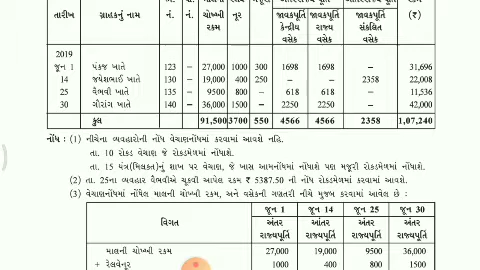 તારીખ ગ્રાહકનું નામ નં. નં. ચોખ્ખી રકમ નૂર જાવકપૂર્તિ કેન્દ્રીય વસેક જાવકપૂર્તિ રાજ્ય વસેક જાવકપૂર્તિ સંકલિત વસેક (₹)
2019
જૂન 1 પંકજ ખાતે 123 – 27,000 1000 300 1698 1698 – 31,696
14 જયેશભાઈ ખાતે 130 – 19,000 400 250 – – 2358 22,008
25 વૈભવી ખાતે 135 – 9500 800 – 618 618 – 11,536
30 ગૌરાંગ ખાતે 140 – 36,000 1500 – 2250 2250 – 42,000
કુલ 91,500 3700 550 4566 4566 2358 1,07,240
નોંધ : (1) નીચેના વ્યવહારોની નોંધ વેચાણનોંધમાં કરવામાં આવશે નહિ.
તા. 10 રોકડ વેચાણ જે રોકડમેળમાં નોંધાશે.
તા. 15 યંત્ર(મિલકત)નું શાખ પર વેચાણ, જે ખાસ આમનોંધમાં નોંધાશે પણ મજૂરી રોકડમેળમાં નોંધાશે.
(2) તા. 25ના વ્યવહાર વૈભવીએ ચૂકવી આપેલ રકમ ₹ 5387.50 ની નોંધ રોકડમેળમાં કરવામાં આવશે.
(3) વેચાણનોંધમાં નોંધેલ માલની ચોખ્ખી રકમ, અને વસેકની ગણતરી નીચે મુજબ કરવામાં આવેલ છે :
વિગત જૂન 1 જૂન 14 જૂન 25 જૂન 30
અંતર રાજ્યપૂર્તિ આંતર રાજ્યપૂર્તિ અંતર રાજ્યપૂર્તિ અંતર રાજ્યપૂર્તિ
માલની ચોખ્ખી રકમ 27,000 19,000 9500 36,000
+ રેલવેનૂર 1000 400 800 1500